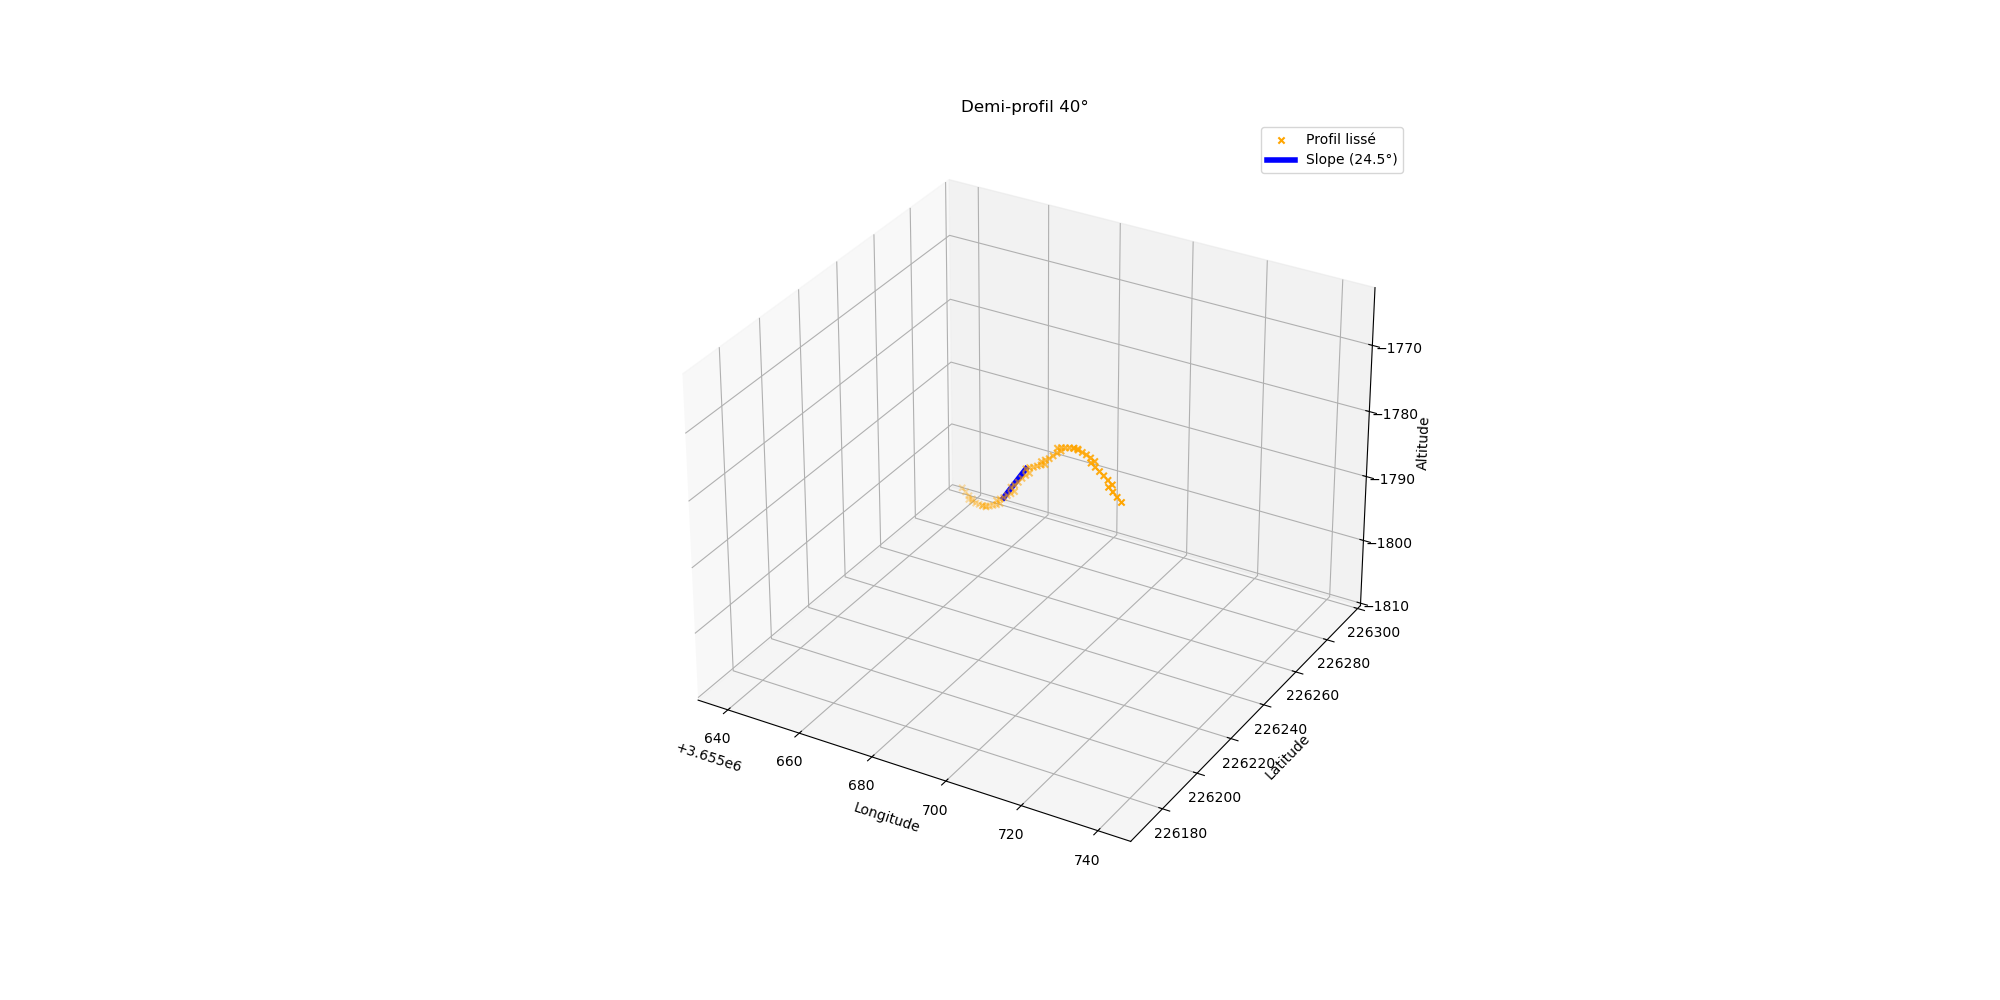 Demi-profil 40°
Profil lissé
Slope (24.5°)
−1770
−1780
−1790
−1800
−1810
Altitude
226300
226280
226260
226240
226220
226200
226180
Latitude
640
660
680
700
720
740
+3.655e6
Longitude